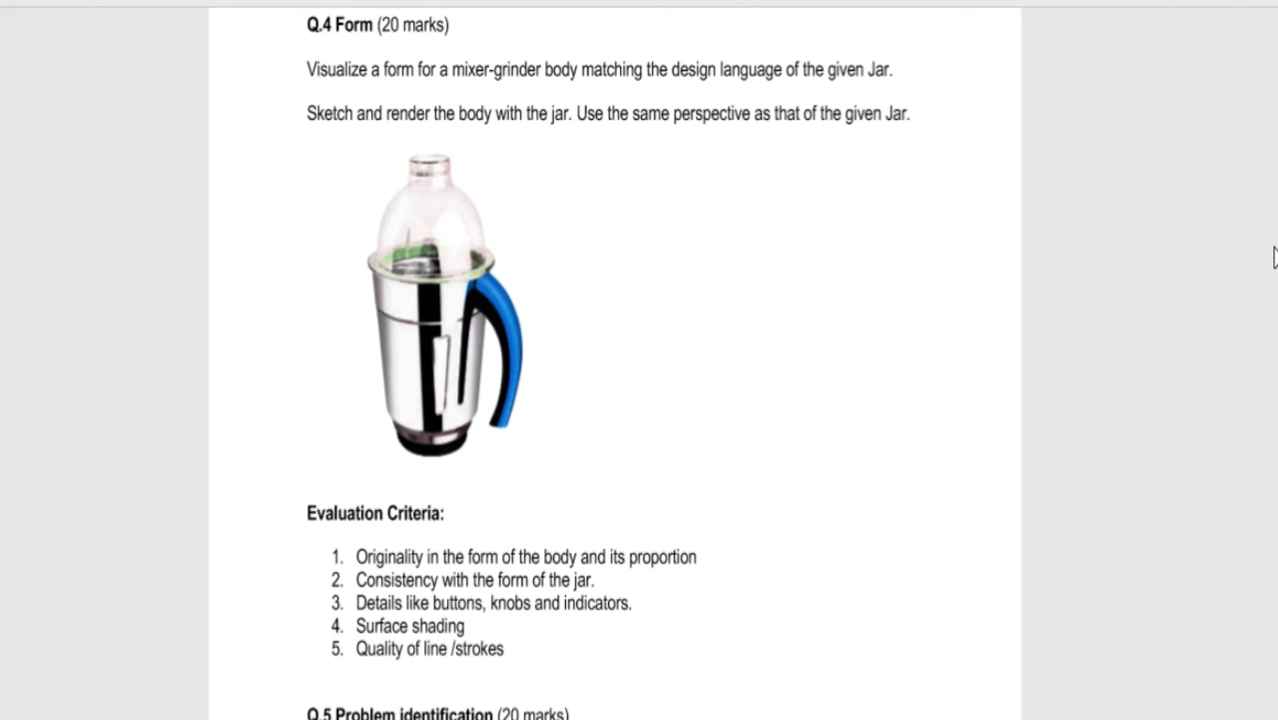 Q.4 Form (20 marks)
Visualize a form for a mixer-grinder body matching the design language of the given Jar.
Sketch and render the body with the jar. Use the same perspective as that of the given Jar.
Evaluation Criteria:
1. Originality in the form of the body and its proportion
2. Consistency with the form of the jar.
3. Details like buttons, knobs and indicators.
4. Surface shading
5. Quality of line /strokes
Q.5 Problem identification (20 marks)